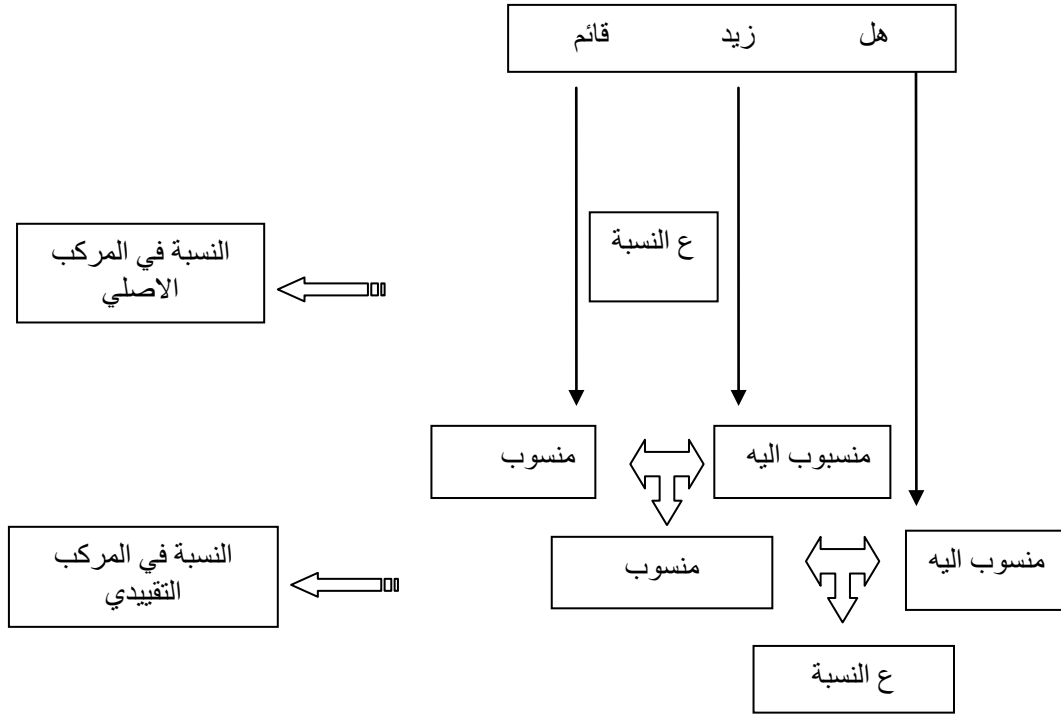 هل زيد قائم
ع النسبة
النسبة في المركب
الاصلي
منسبوب اليه
منسوب
منسوب اليه
منسوب
النسبة في المركب
التقييدي
ع النسبة